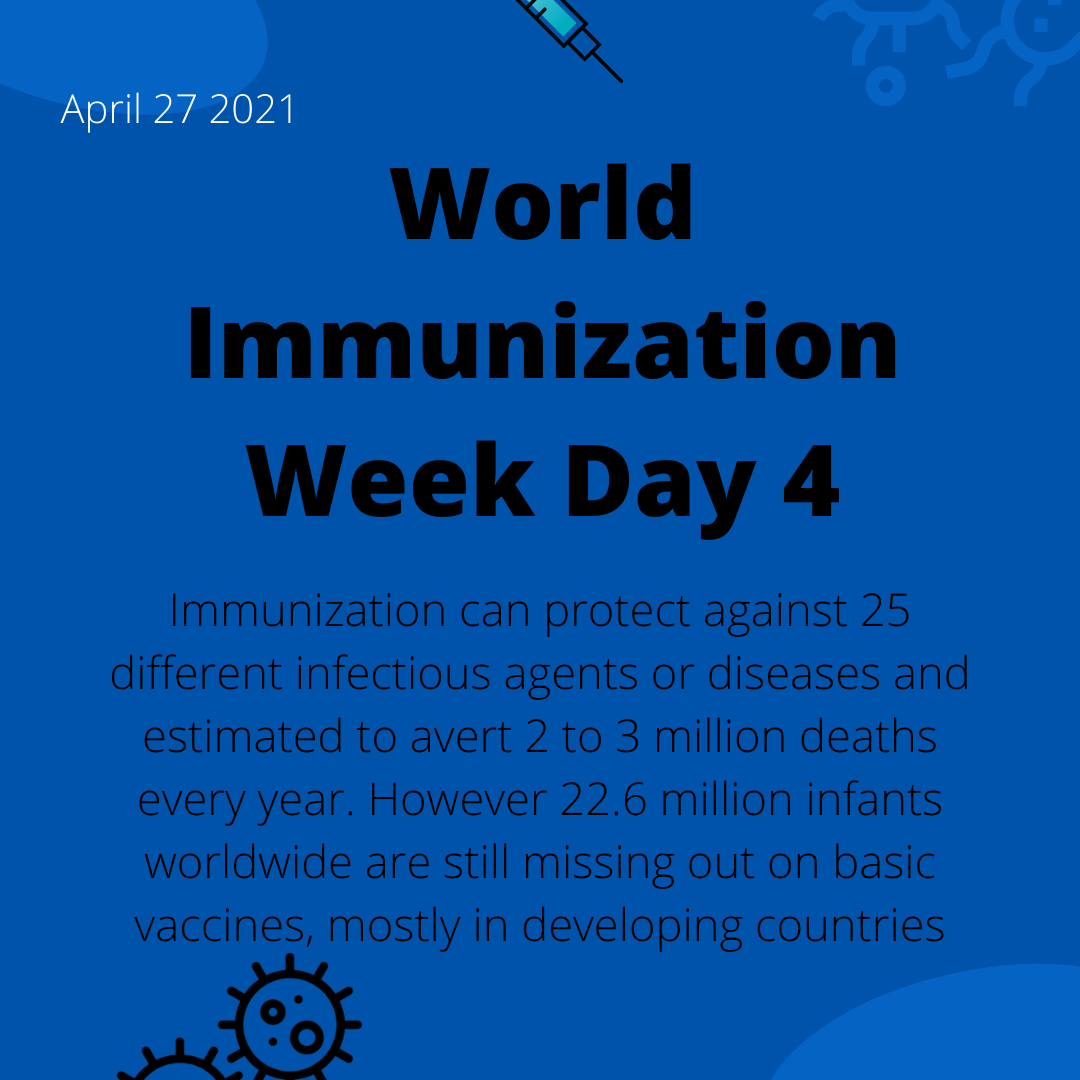 April 27 2021
World
Immunization
Week Day 4
Immunization can protect against 25
different infectious agents or diseases and
estimated to avert 2 to 3 million deaths
every year. However 22.6 million infants
worldwide are still missing out on basic
vaccines, mostly in developing countries